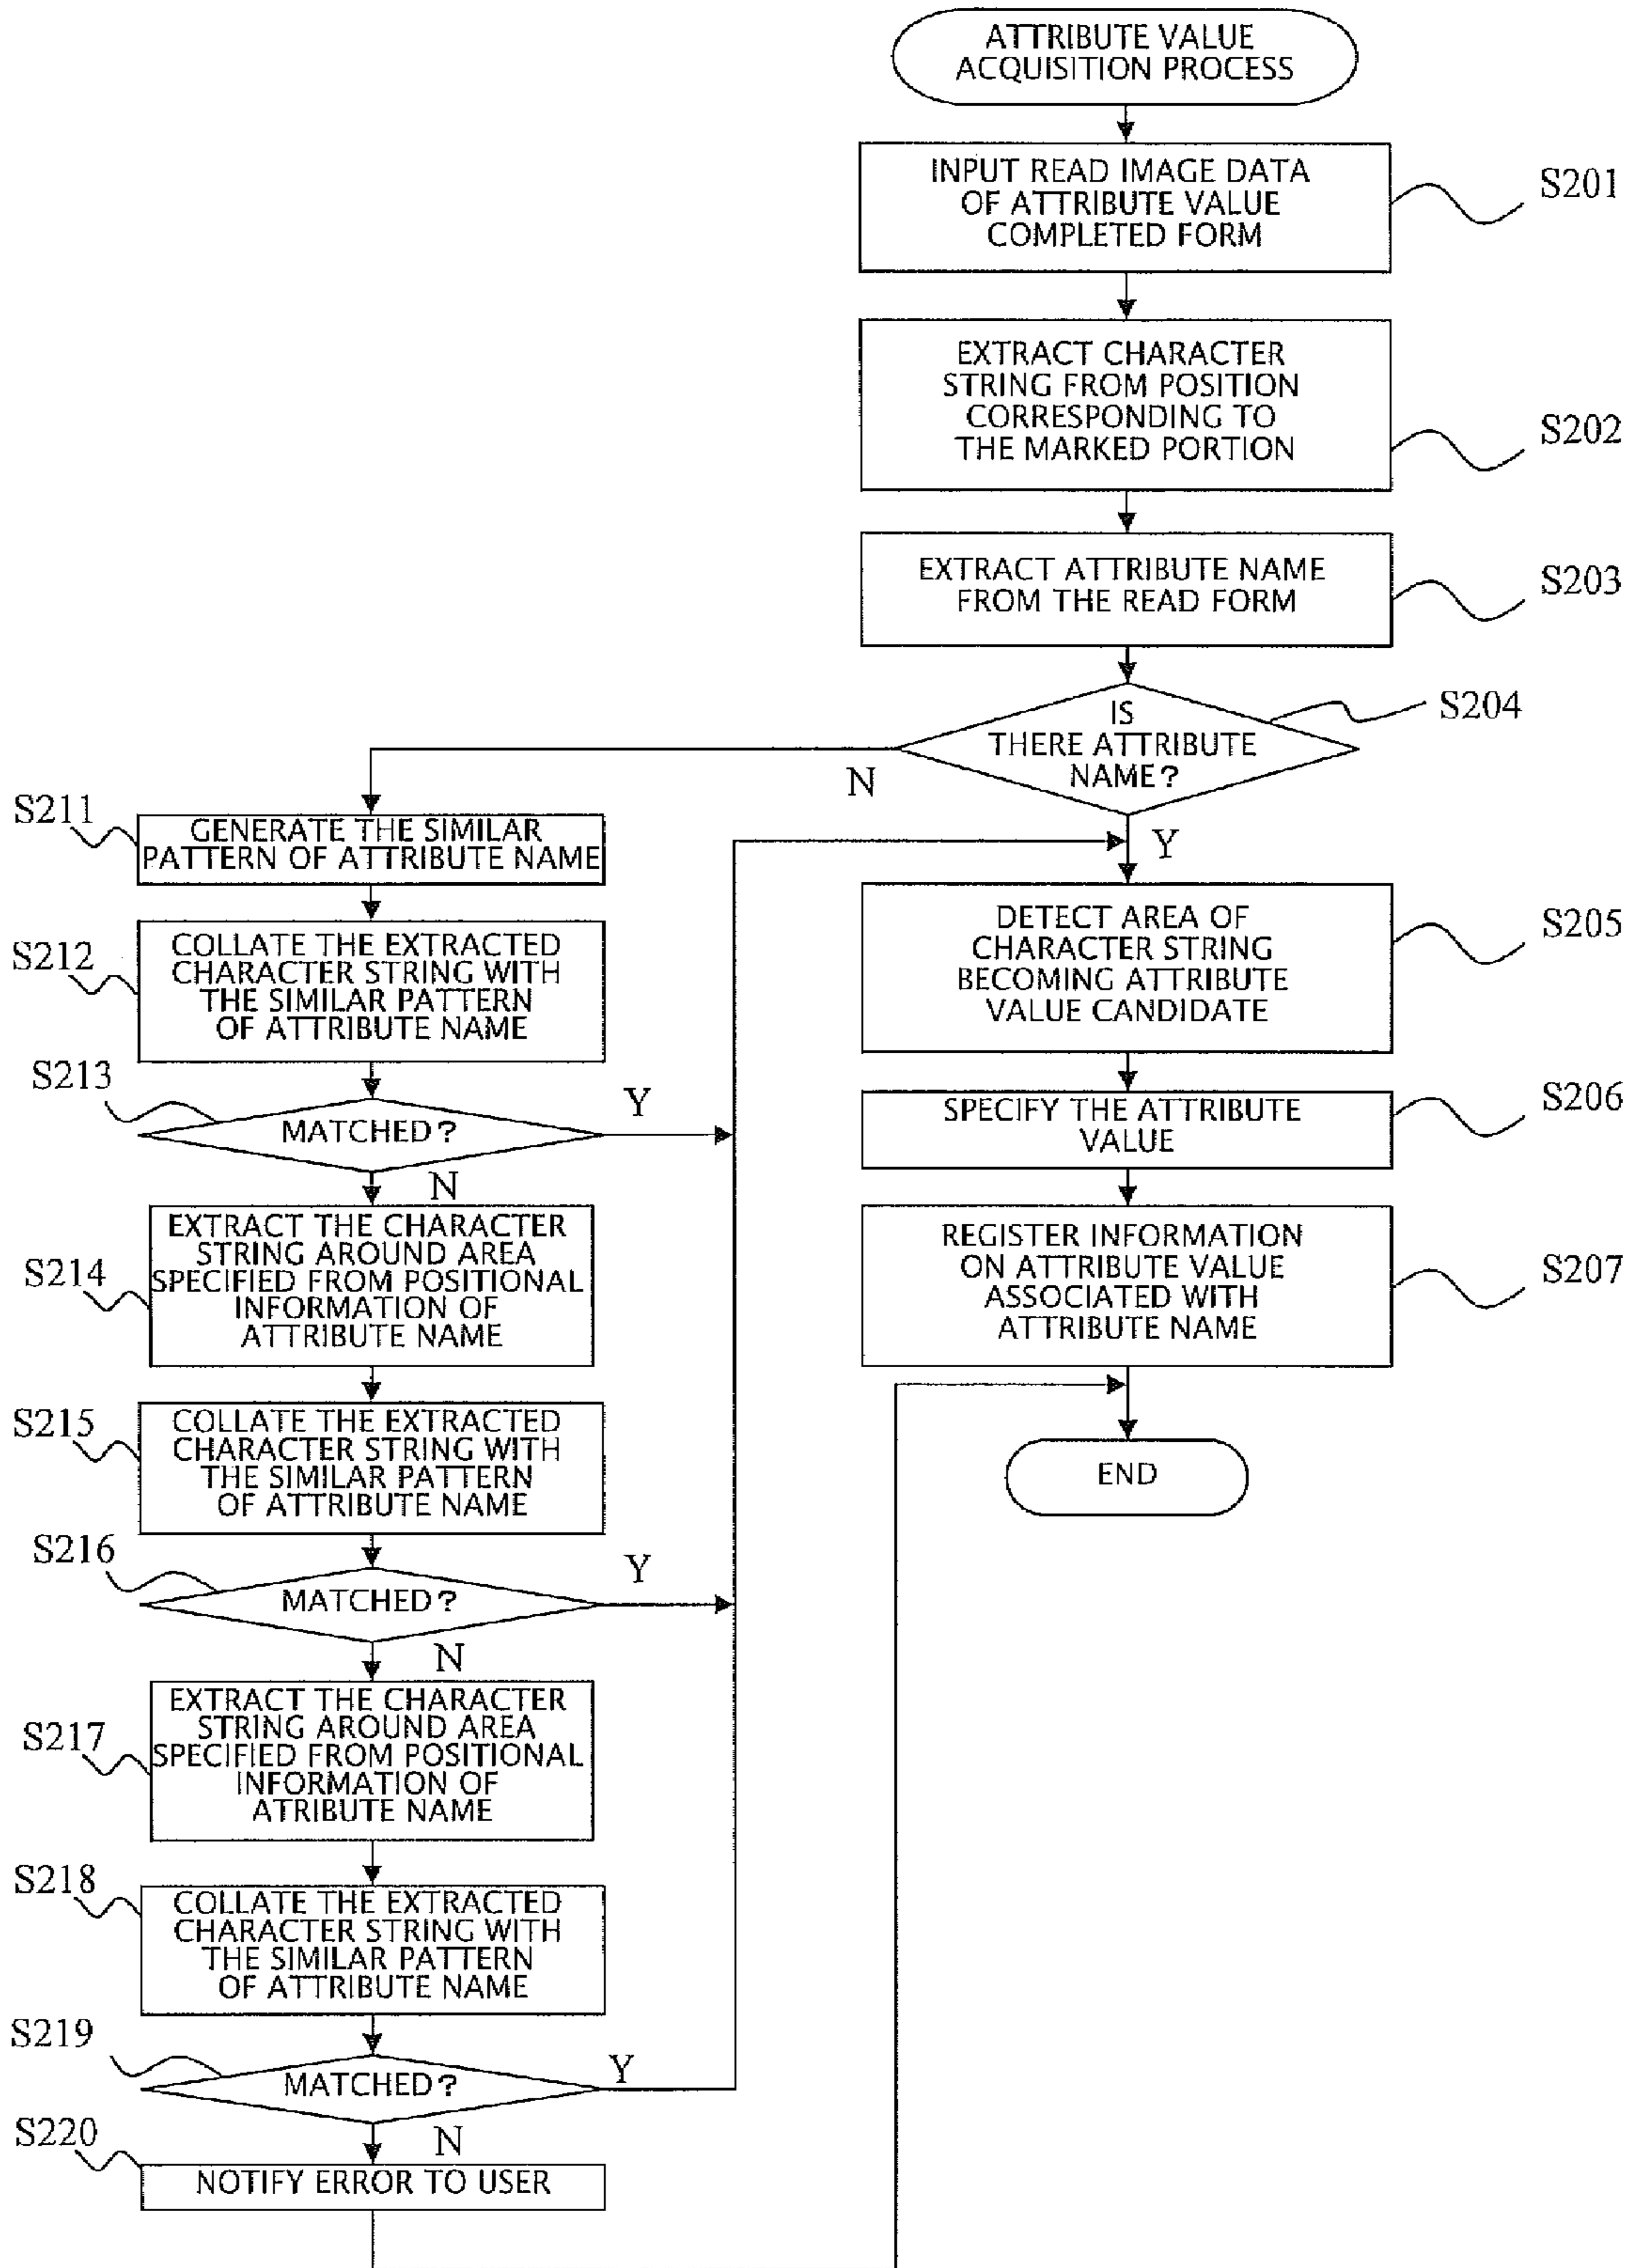 ATTRIBUTE VALUE
ACQUISITION PROCESS
INPUT READ IMAGE DATA
OF ATTRIBUTE VALUE
COMPLETED FORM
S201
EXTRACT CHARACTER
STRING FROM POSITION
CORRESPONDING TO
THE MARKED PORTION
S202
EXTRACT ATTRIBUTE NAME
FROM THE READ FORM
S203
IS
THERE ATTRIBUTE
NAME?
S204
N
Y
S211
GENERATE THE SIMILAR
PATTERN OF ATTRIBUTE NAME
S212
COLLATE THE EXTRACTED
CHARACTER STRING WITH
THE SIMILAR PATTERN
OF ATTRIBUTE NAME
S213
MATCHED?
Y
N
S214
EXTRACT THE CHARACTER
STRING AROUND AREA
SPECIFIED FROM POSITIONAL
INFORMATION OF
ATTRIBUTE NAME
S215
COLLATE THE EXTRACTED
CHARACTER STRING WITH
THE SIMILAR PATTERN
OF ATTRIBUTE NAME
S216
MATCHED?
Y
N
S217
EXTRACT THE CHARACTER
STRING AROUND AREA
SPECIFIED FROM POSITIONAL
INFORMATION OF
ATRIBUTE NAME
S218
COLLATE THE EXTRACTED
CHARACTER STRING WITH
THE SIMILAR PATTERN
OF ATTRIBUTE NAME
S219
MATCHED?
Y
N
S220
NOTIFY ERROR TO USER
DETECT AREA OF
CHARACTER STRING
BECOMING ATTRIBUTE
VALUE CANDIDATE
S205
SPECIFY THE ATTRIBUTE
VALUE
S206
REGISTER INFORMATION
ON ATTRIBUTE VALUE
ASSOCIATED WITH
ATTRIBUTE NAME
S207
END